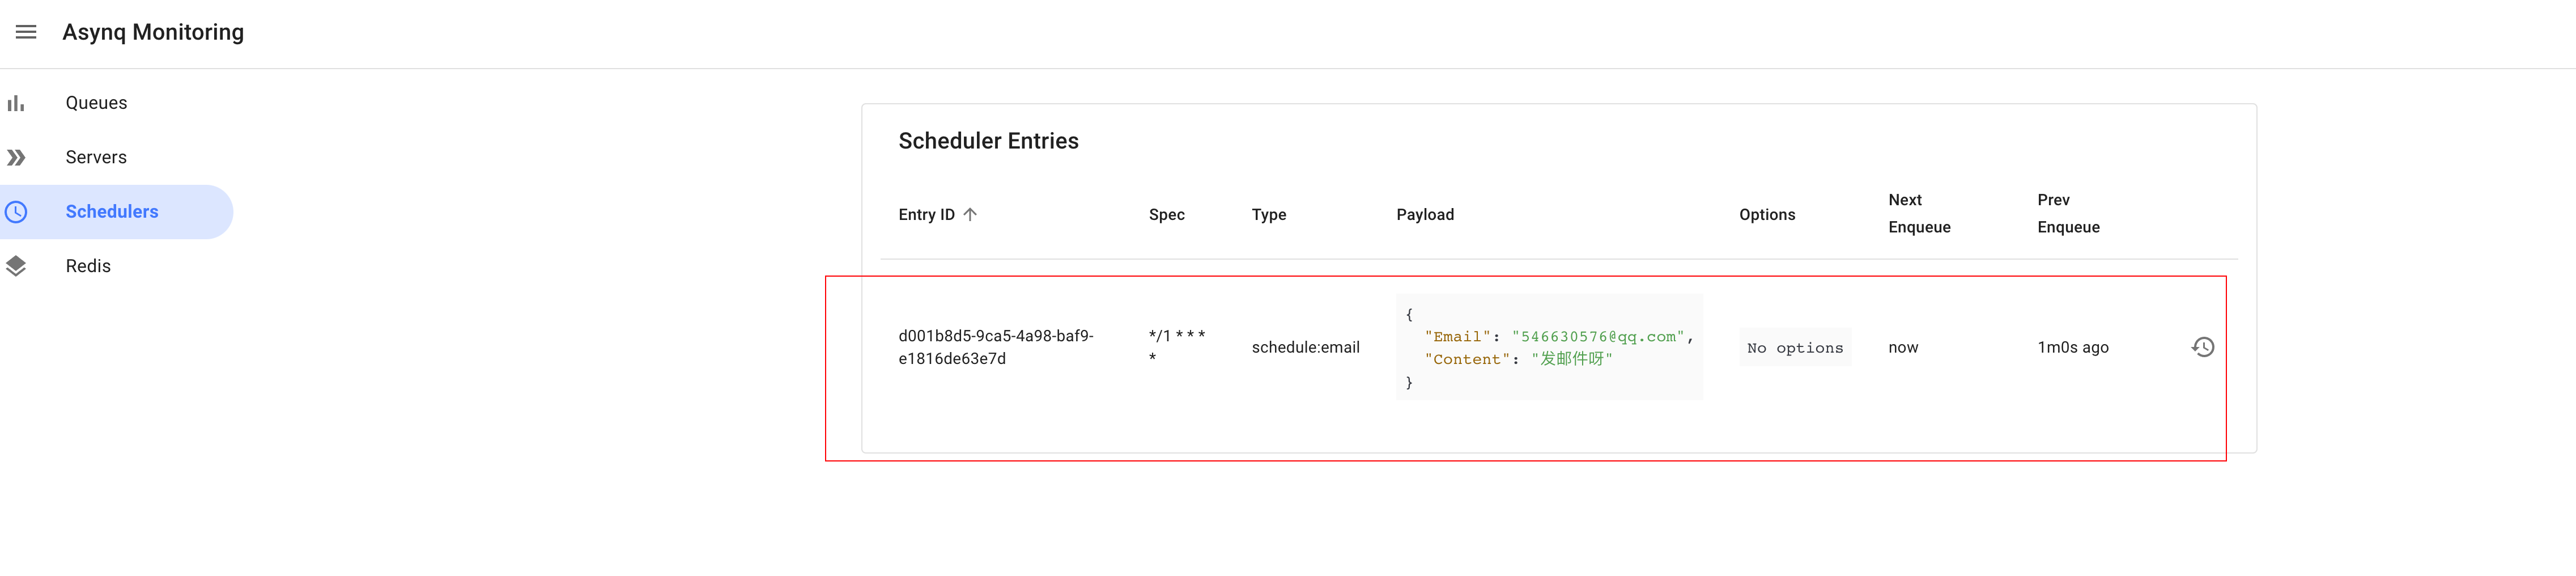 Asynq Monitoring
Queues
Servers
Schedulers
Redis
Scheduler Entries
Entry ID
Spec
Type
Payload
Options
Next
Enqueue
Prev
Enqueue
d001b8d5-9ca5-4a98-baf9-
e1816de63e7d
*/1 * * *
*
schedule:email
{
"Email": "546630576@qq.com",
"Content": "发邮件呀"
}
No options
now
1m0s ago